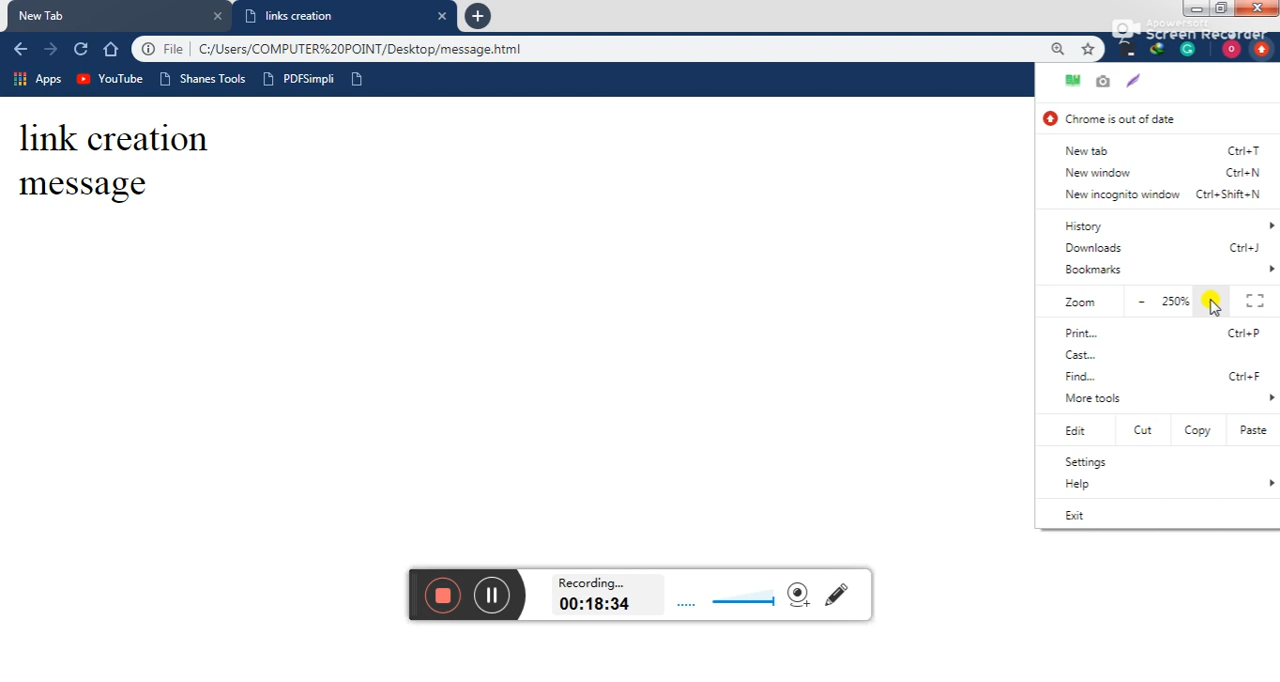 New Tab
links creation
Apowersoft
Screen Recorder
File
C:/Users/COMPUTER%20POINT/Desktop/message.html
Apps
YouTube
Shanes Tools
PDFSimpli
link creation
message
Chrome is out of date
New tab Ctrl+T
New window Ctrl+N
New incognito window Ctrl+Shift+N
History
Downloads Ctrl+J
Bookmarks
Zoom - 250%
Print... Ctrl+P
Cast...
Find... Ctrl+F
More tools
Edit Cut Copy Paste
Settings
Help
Exit
Recording...
00:18:34